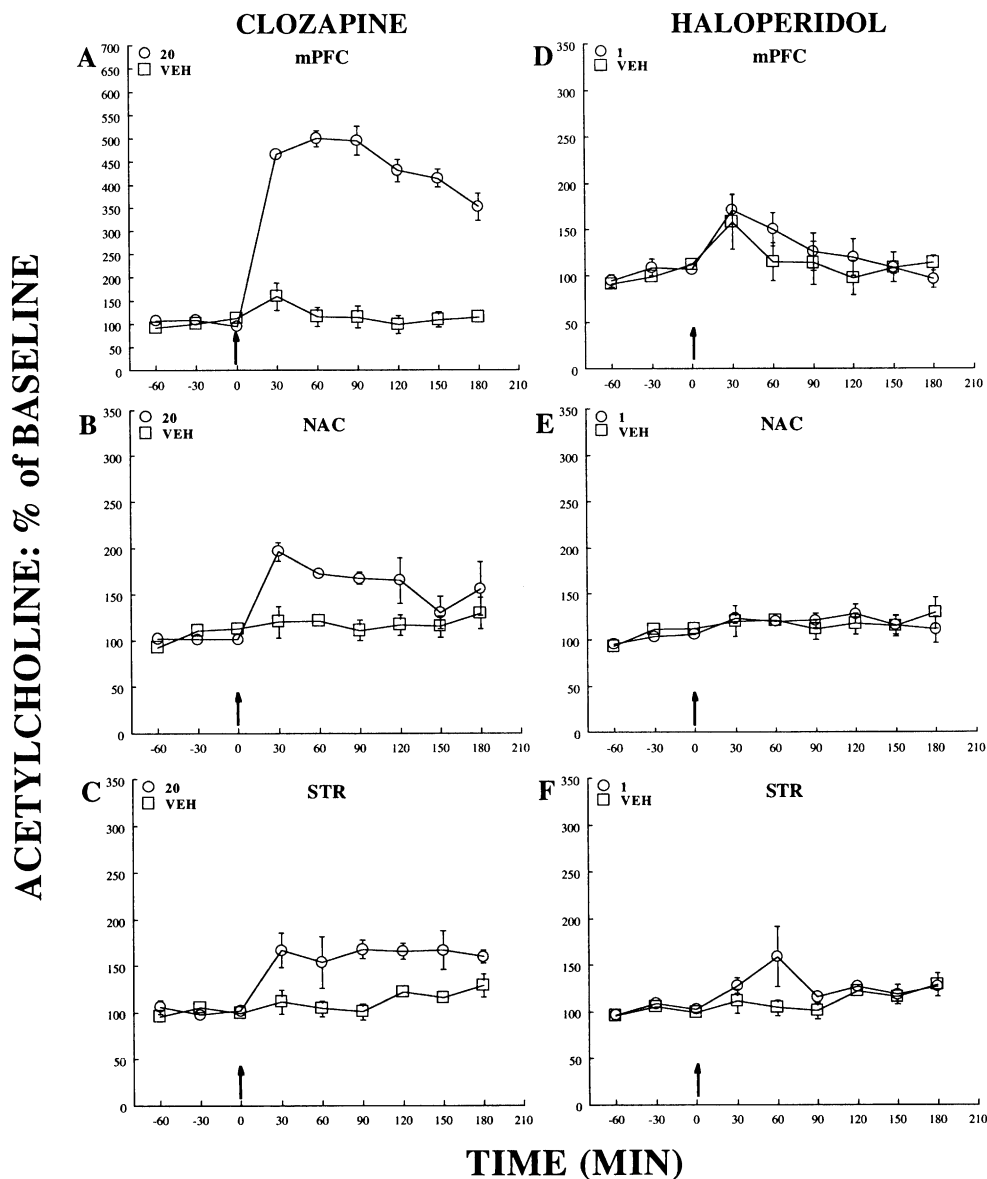 CLOZAPINE
HALOPERIDOL
ACETYLCHOLINE: % of BASELINE
A
20
VEH
mPFC
700
650
600
550
500
450
400
350
300
250
200
150
100
50
0
-60 -30 0 30 60 90 120 150 180 210
D
1
VEH
mPFC
350
300
250
200
150
100
50
0
-60 -30 0 30 60 90 120 150 180 210
B
20
VEH
NAC
350
300
250
200
150
100
50
0
-60 -30 0 30 60 90 120 150 180 210
E
1
VEH
NAC
350
300
250
200
150
100
50
0
-60 -30 0 30 60 90 120 150 180 210
C
20
VEH
STR
350
300
250
200
150
100
50
0
-60 -30 0 30 60 90 120 150 180 210
F
1
VEH
STR
350
300
250
200
150
100
50
0
-60 -30 0 30 60 90 120 150 180 210
TIME (MIN)